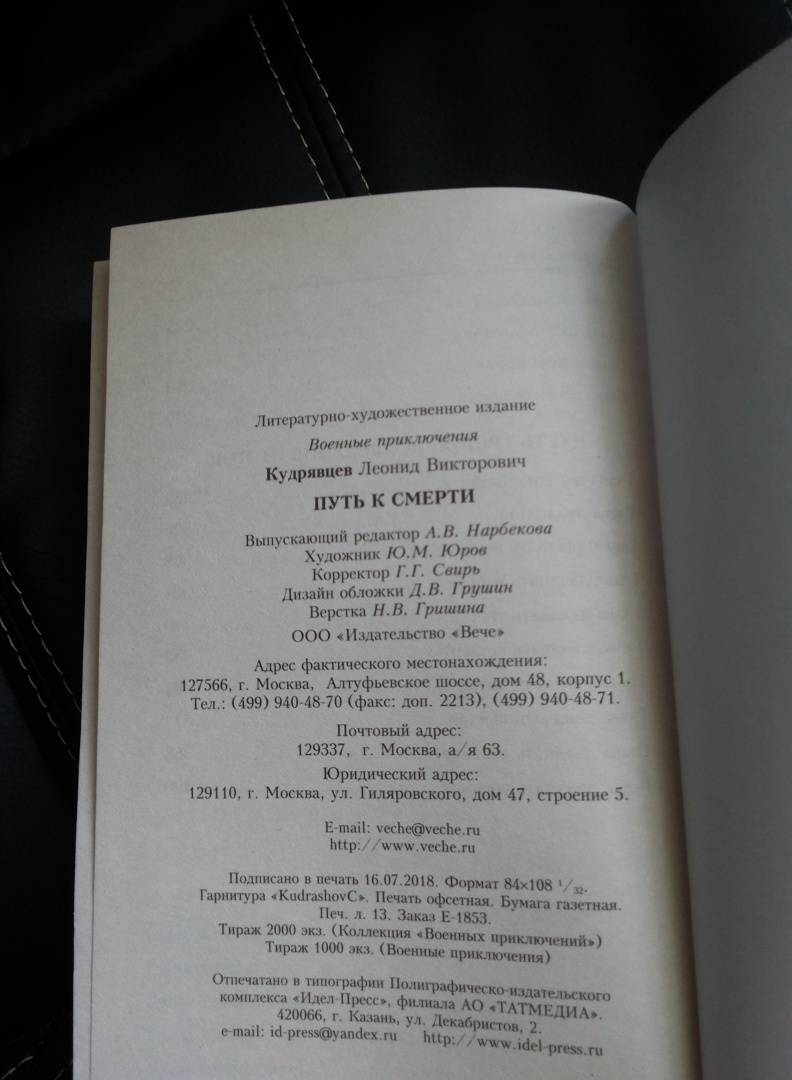 Литературно-художественное издание
Военные приключения
Кудрявцев Леонид Викторович
ПУТЬ К СМЕРТИ
Выпускающий редактор А.В. Нарбекова
Художник Ю.М. Юров
Корректор Г.Г. Свирь
Дизайн обложки Д.В. Грушин
Верстка Н.В. Гришина
ООО «Издательство «Вече»
Адрес фактического местонахождения:
127566, г. Москва, Алтуфьевское шоссе, дом 48, корпус 1.
Тел.: (499) 940-48-70 (факс: доп. 2213), (499) 940-48-71.
Почтовый адрес:
129337, г. Москва, а/я 63.
Юридический адрес:
129110, г. Москва, ул. Гиляровского, дом 47, строение 5.
E-mail: veche@veche.ru
http://www.veche.ru
Подписано в печать 16.07.2018. Формат 84×108 1/32.
Гарнитура «KudrashovC». Печать офсетная. Бумага газетная.
Печ. л. 13. Заказ Е-1853.
Тираж 2000 экз. (Коллекция «Военных приключений»)
Тираж 1000 экз. (Военные приключения)
Отпечатано в типографии Полиграфическо-издательского
комплекса «Идел-Пресс», филиала АО «ТАТМЕДИА».
420066, г. Казань, ул. Декабристов, 2.
e-mail: id-press@yandex.ru http://www.idel-press.ru